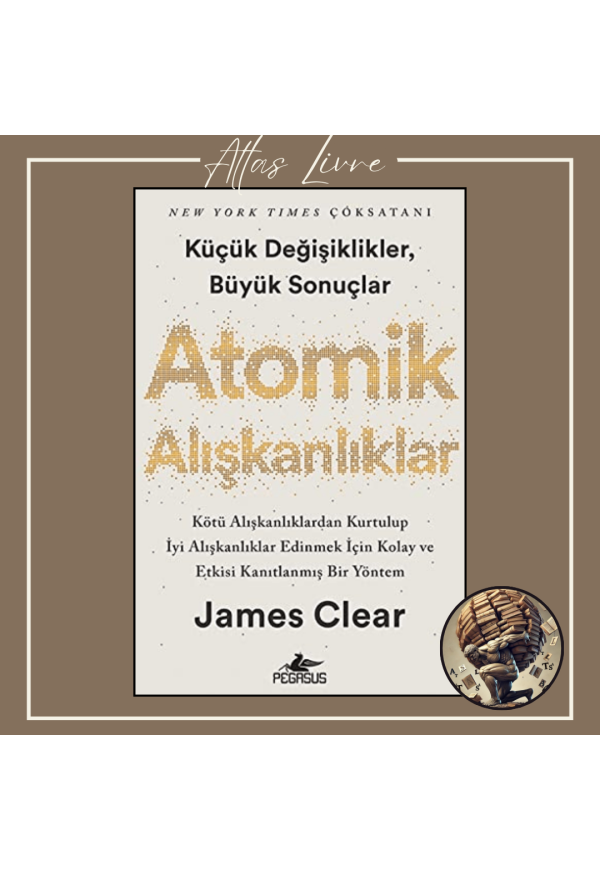 Atlas Livre
NEW YORK TIMES ÇOKSATANI
Küçük Değişiklikler,
Büyük Sonuçlar
Atomik
Alışkanlıklar
Kötü Alışkanlıklardan Kurtulup
İyi Alışkanlıklar Edinmek İçin Kolay ve
Etkisi Kanıtlanmış Bir Yöntem
James Clear
PEGASUS